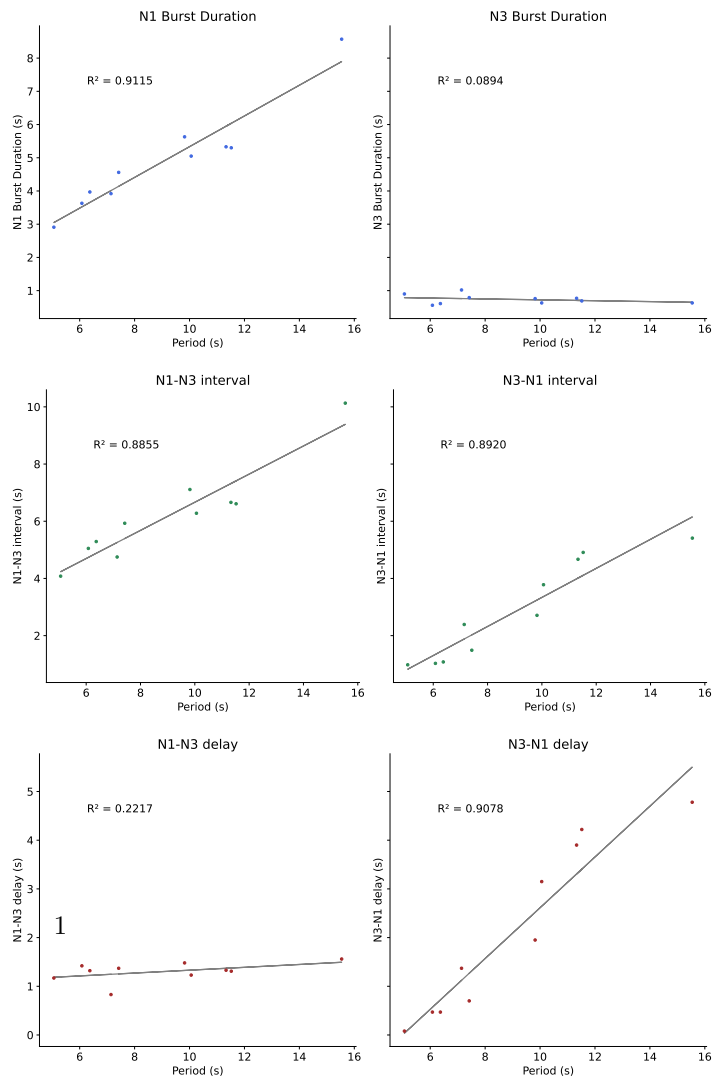 N1 Burst Duration
N3 Burst Duration
R² = 0.9115
R² = 0.0894
N1 Burst Duration (s)
N3 Burst Duration (s)
8
7
6
5
4
3
2
1
6 8 10 12 14 16
6 8 10 12 14 16
Period (s)
Period (s)
N1-N3 interval
N3-N1 interval
R² = 0.8855
R² = 0.8920
N1-N3 interval (s)
N3-N1 interval (s)
10
8
6
4
2
6 8 10 12 14 16
6 8 10 12 14 16
Period (s)
Period (s)
N1-N3 delay
N3-N1 delay
R² = 0.2217
R² = 0.9078
N1-N3 delay (s)
N3-N1 delay (s)
5
4
3
2
1
0
1
6 8 10 12 14 16
6 8 10 12 14 16
Period (s)
Period (s)